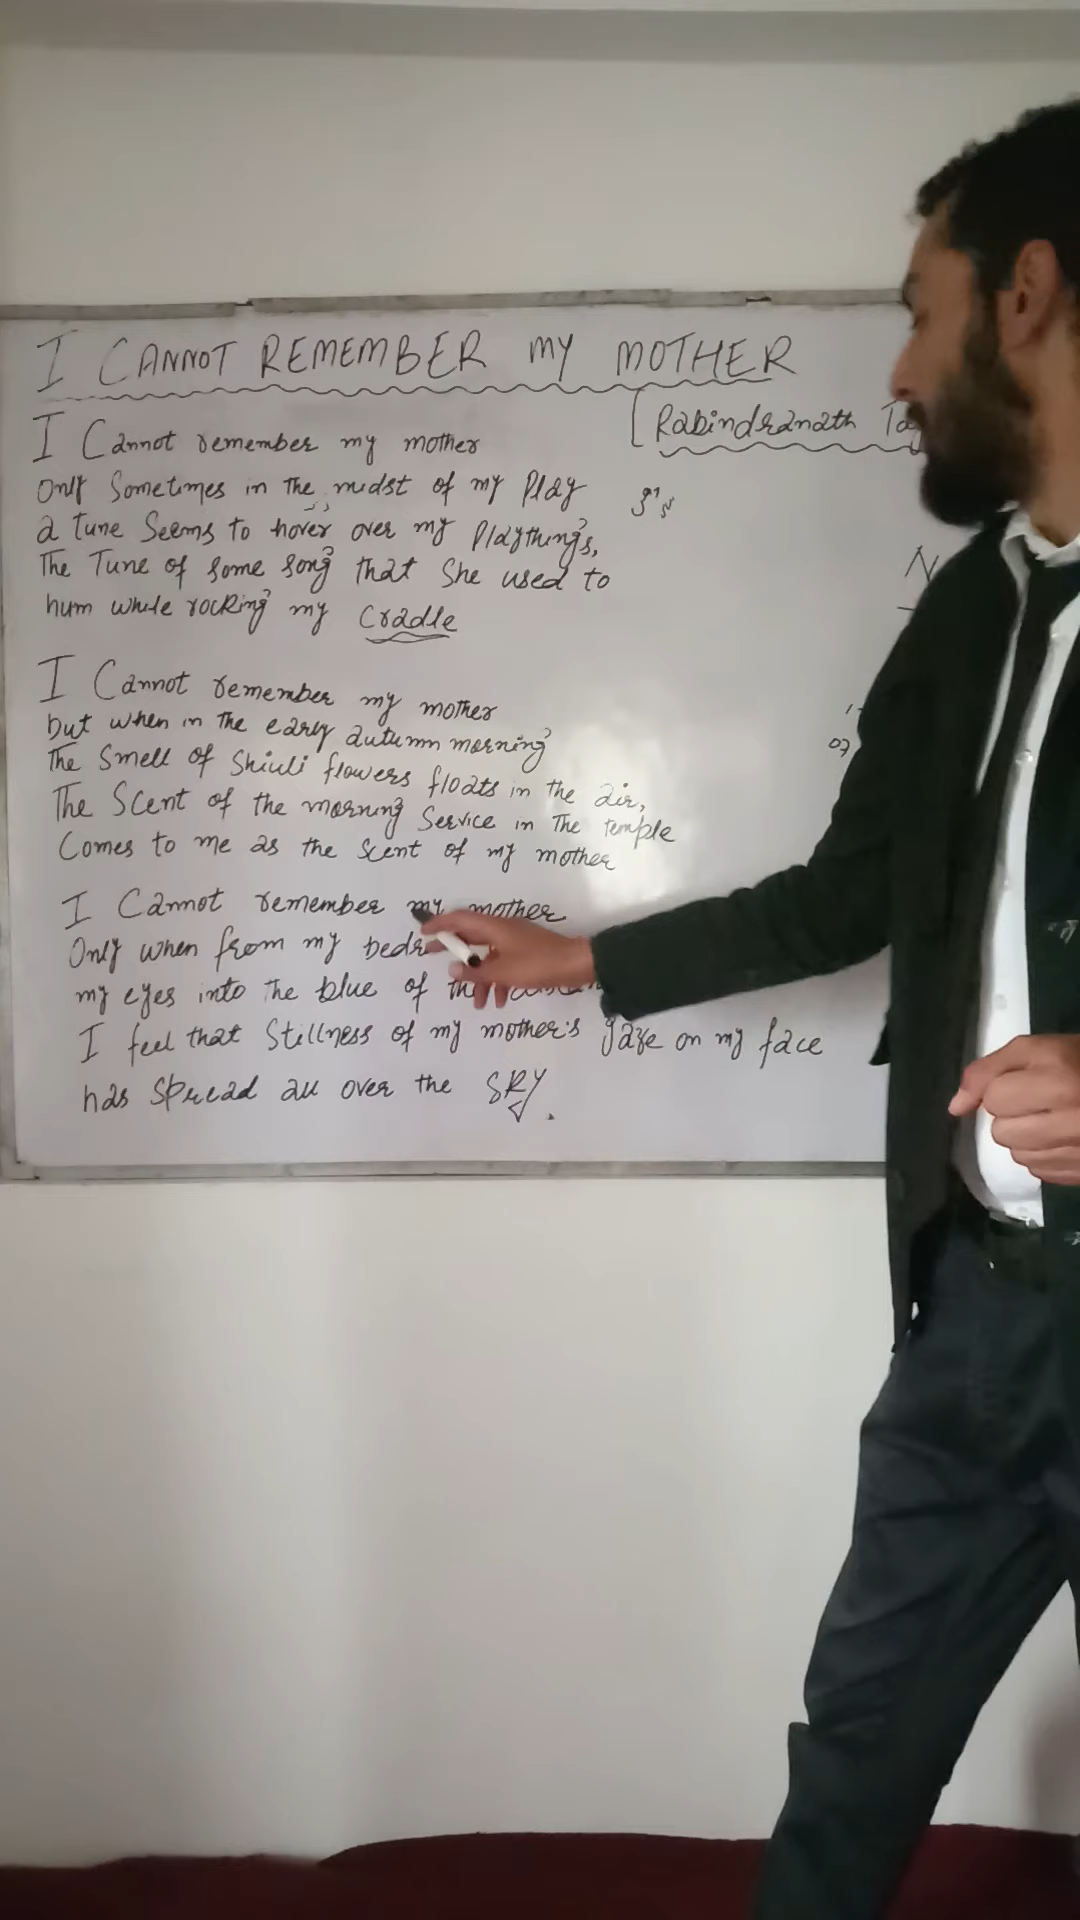 I CANNOT REMEMBER MY MOTHER
[Rabindranath
I Cannot remember my mother
Only Sometimes in the midst of my Play
a tune Seems to hover over my Playthings,
The Tune of Some Song that She used to
hum while rocking my Cradle
I Cannot remember my mother
but when in the early autumn morning
The Smell of Shiuli flowers floats in the air,
The Scent of the morning Service in The temple
Comes to me as the Scent of my mother
I Cannot remember my mother
Only when from my
my eyes into the blue of
I feel that Stillness of my mother's gaze on my face
has Spread all over the SKY.